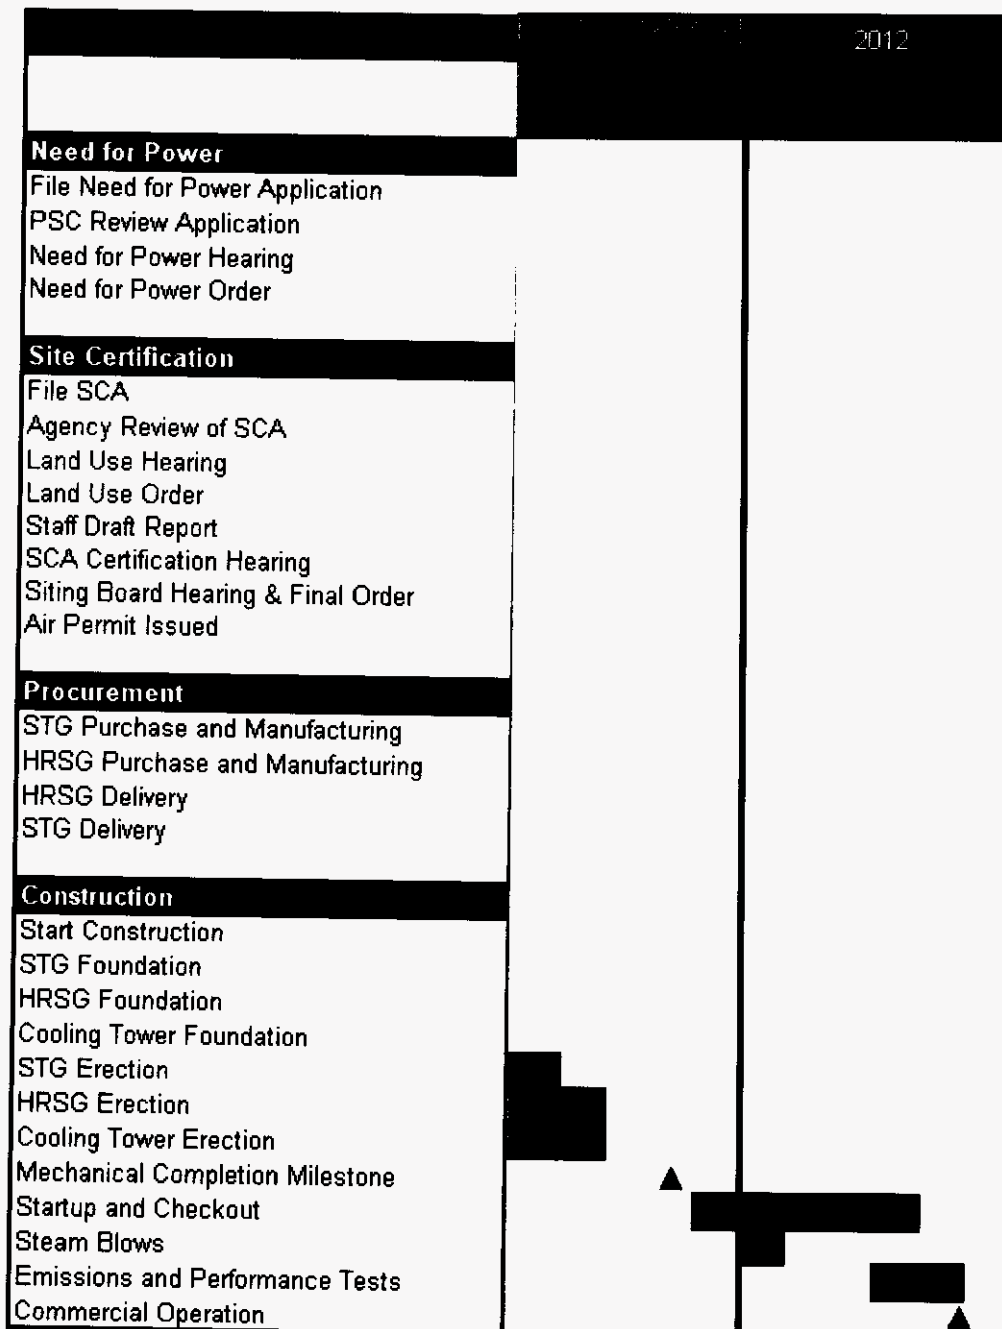 2012
Need for Power
File Need for Power Application
PSC Review Application
Need for Power Hearing
Need for Power Order
Site Certification
File SCA
Agency Review of SCA
Land Use Hearing
Land Use Order
Staff Draft Report
SCA Certification Hearing
Siting Board Hearing & Final Order
Air Permit Issued
Procurement
STG Purchase and Manufacturing
HRSG Purchase and Manufacturing
HRSG Delivery
STG Delivery
Construction
Start Construction
STG Foundation
HRSG Foundation
Cooling Tower Foundation
STG Erection
HRSG Erection
Cooling Tower Erection
Mechanical Completion Milestone
Startup and Checkout
Steam Blows
Emissions and Performance Tests
Commercial Operation